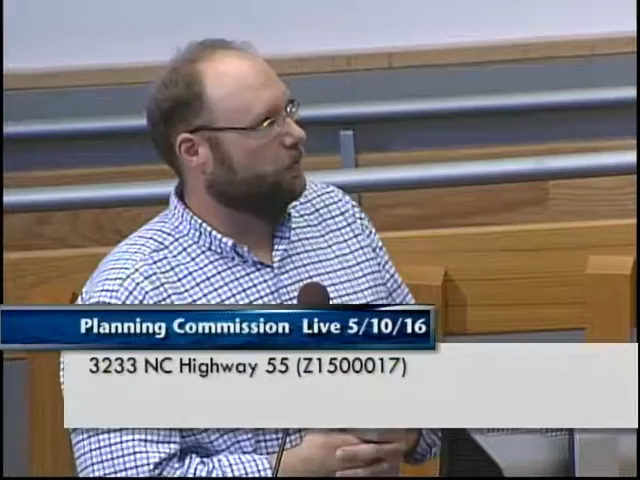 Planning Commission Live 5/10/16
3233 NC Highway 55 (Z1500017)